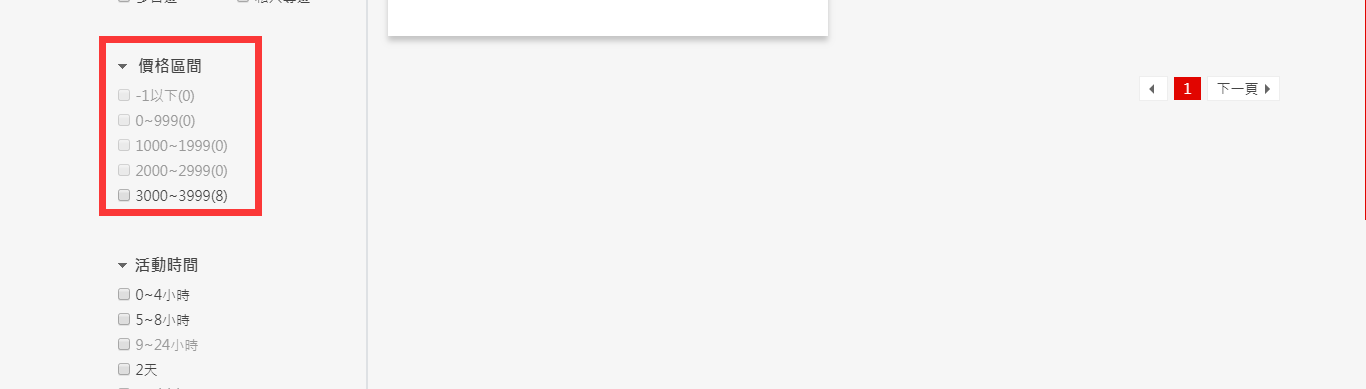 價格區間
-1以下(0)
0~999(0)
1000~1999(0)
2000~2999(0)
3000~3999(8)
1 下一頁
活動時間
0~4小時
5~8小時
9~24小時
2天